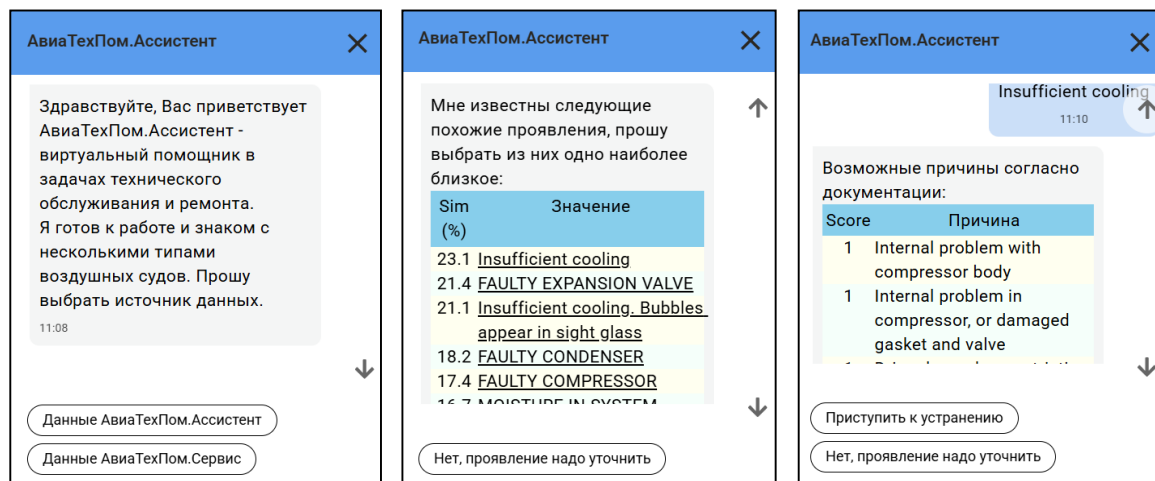 АвиаТехПом.Ассистент
Здравствуйте, Вас приветствует
АвиаТехПом.Ассистент -
виртуальный помощник в
задачах технического
обслуживания и ремонта.
Я готов к работе и знаком с
несколькими типами
воздушных судов. Прошу
выбрать источник данных.
11:08
Данные АвиаТехПом.Ассистент
Данные АвиаТехПом.Сервис
АвиаТехПом.Ассистент
Мне известны следующие
похожие проявления, прошу
выбрать из них одно наиболее
близкое:
Sim (%) Значение
23.1 Insufficient cooling
21.4 FAULTY EXPANSION VALVE
21.1 Insufficient cooling. Bubbles
appear in sight glass
18.2 FAULTY CONDENSER
17.4 FAULTY COMPRESSOR
16.7 MOISTURE IN SYSTEM
Нет, проявление надо уточнить
АвиаТехПом.Ассистент
Insufficient cooling
11:10
Возможные причины согласно
документации:
Score Причина
1 Internal problem with
compressor body
1 Internal problem in
compressor, or damaged
gasket and valve
Приступить к устранению
Нет, проявление надо уточнить